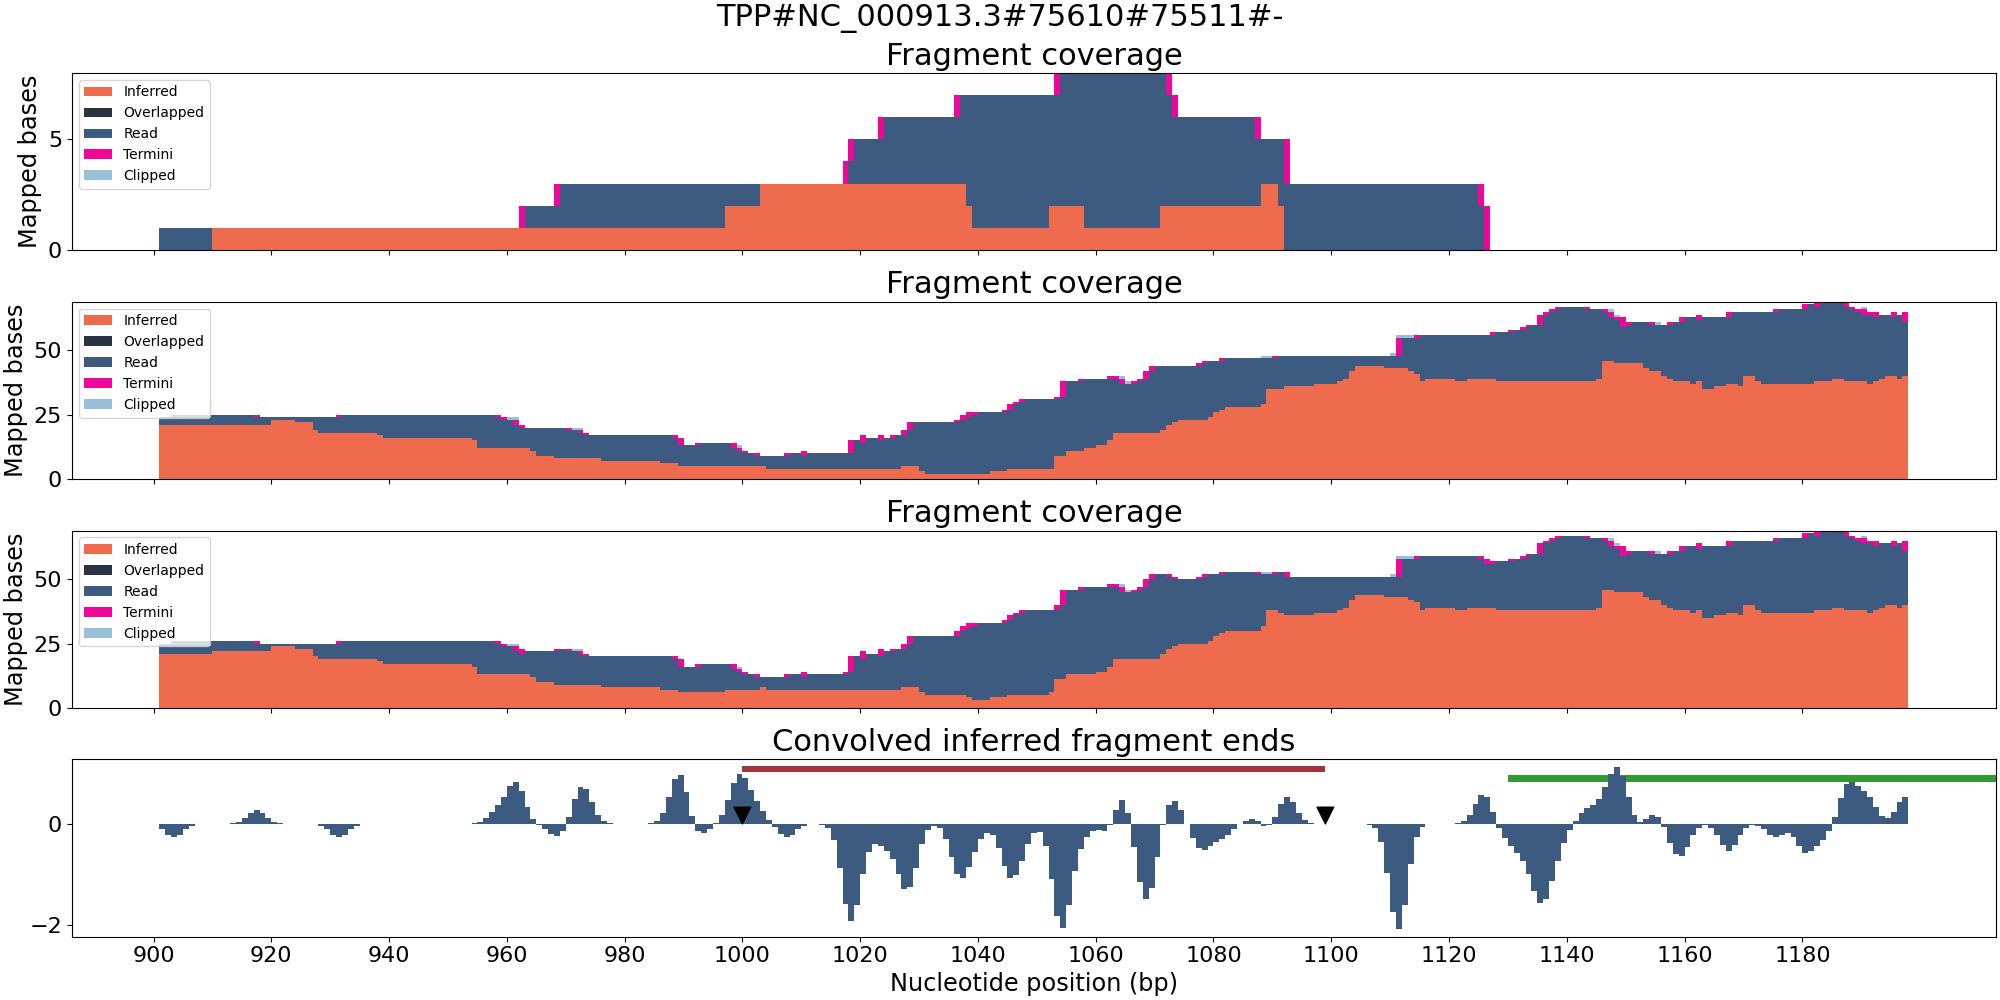 TPP#NC_000913.3#75610#75511#-
Fragment coverage
Mapped bases
5
0
Inferred
Overlapped
Read
Termini
Clipped
Fragment coverage
Mapped bases
50
25
0
Inferred
Overlapped
Read
Termini
Clipped
Fragment coverage
Mapped bases
50
25
0
Inferred
Overlapped
Read
Termini
Clipped
Convolved inferred fragment ends
0
−2
900 920 940 960 980 1000 1020 1040 1060 1080 1100 1120 1140 1160 1180
Nucleotide position (bp)